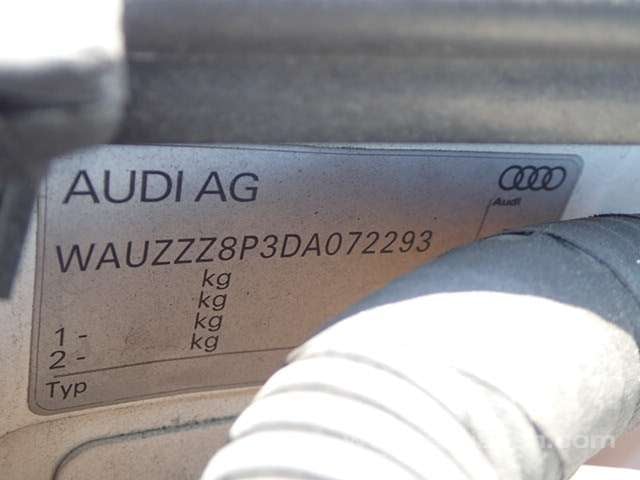 AUDI AG
Audi
WAUZZZ8P3DA072293
kg
kg
1- kg
2- kg
Typ